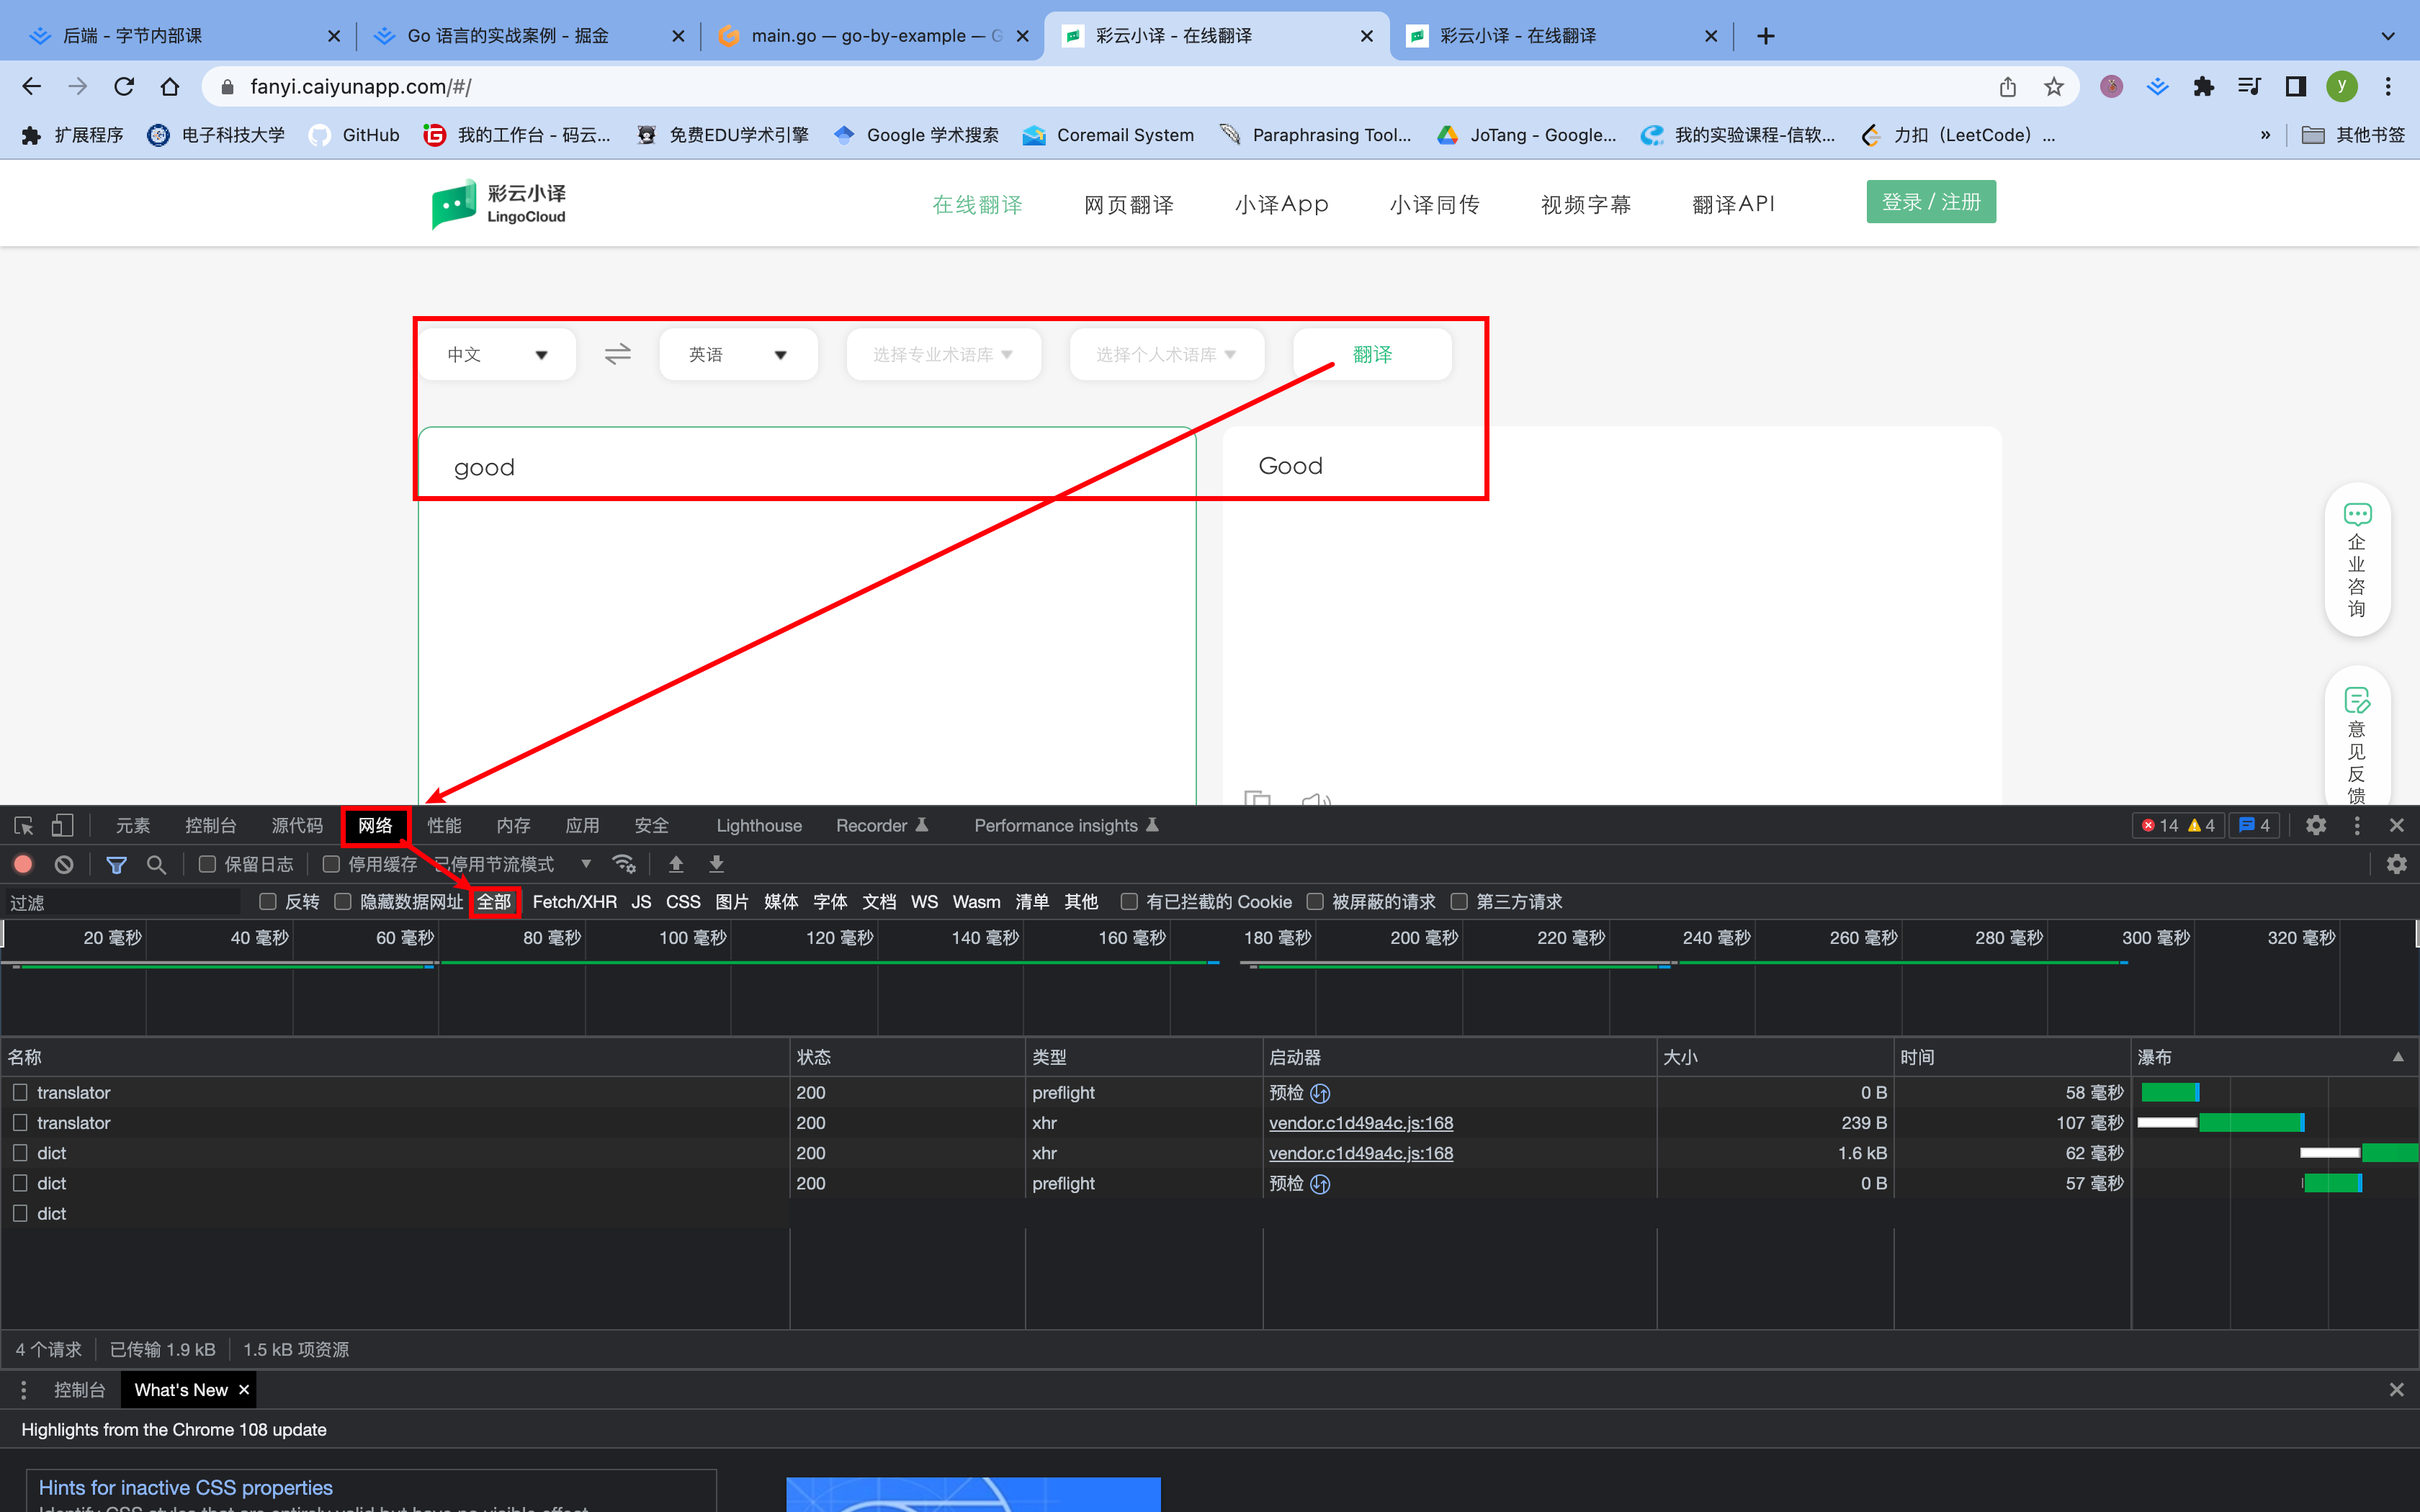 后端 - 字节内部课
Go 语言的实战案例 - 掘金
main.go — go-by-example — G
彩云小译 - 在线翻译
彩云小译 - 在线翻译
fanyi.caiyunapp.com/#/
y
扩展程序
电子科技大学
GitHub
我的工作台 - 码云...
免费EDU学术引擎
Google 学术搜索
Coremail System
Paraphrasing Tool...
JoTang - Google...
我的实验课程-信软...
力扣（LeetCode）...
»
其他书签
彩云小译
LingoCloud
在线翻译
网页翻译
小译App
小译同传
视频字幕
翻译API
登录 / 注册
中文
英语
选择专业术语库
选择个人术语库
翻译
good
Good
企业咨询
意见反馈
元素
控制台
源代码
网络
性能
内存
应用
安全
Lighthouse
Recorder
Performance insights
14
4
4
保留日志
停用缓存
已停用节流模式
过滤
反转
隐藏数据网址
全部
Fetch/XHR
JS
CSS
图片
媒体
字体
文档
WS
Wasm
清单
其他
有已拦截的 Cookie
被屏蔽的请求
第三方请求
20 毫秒
40 毫秒
60 毫秒
80 毫秒
100 毫秒
120 毫秒
140 毫秒
160 毫秒
180 毫秒
200 毫秒
220 毫秒
240 毫秒
260 毫秒
280 毫秒
300 毫秒
320 毫秒
名称 状态 类型 启动器 大小 时间 瀑布
translator 200 preflight 预检 0 B 58 毫秒
translator 200 xhr vendor.c1d49a4c.js:168 239 B 107 毫秒
dict 200 xhr vendor.c1d49a4c.js:168 1.6 kB 62 毫秒
dict 200 preflight 预检 0 B 57 毫秒
dict
4 个请求
已传输 1.9 kB
1.5 kB 项资源
控制台
What's New
Highlights from the Chrome 108 update
Hints for inactive CSS properties
Identify CSS styles that are entirely valid but have no visible effect